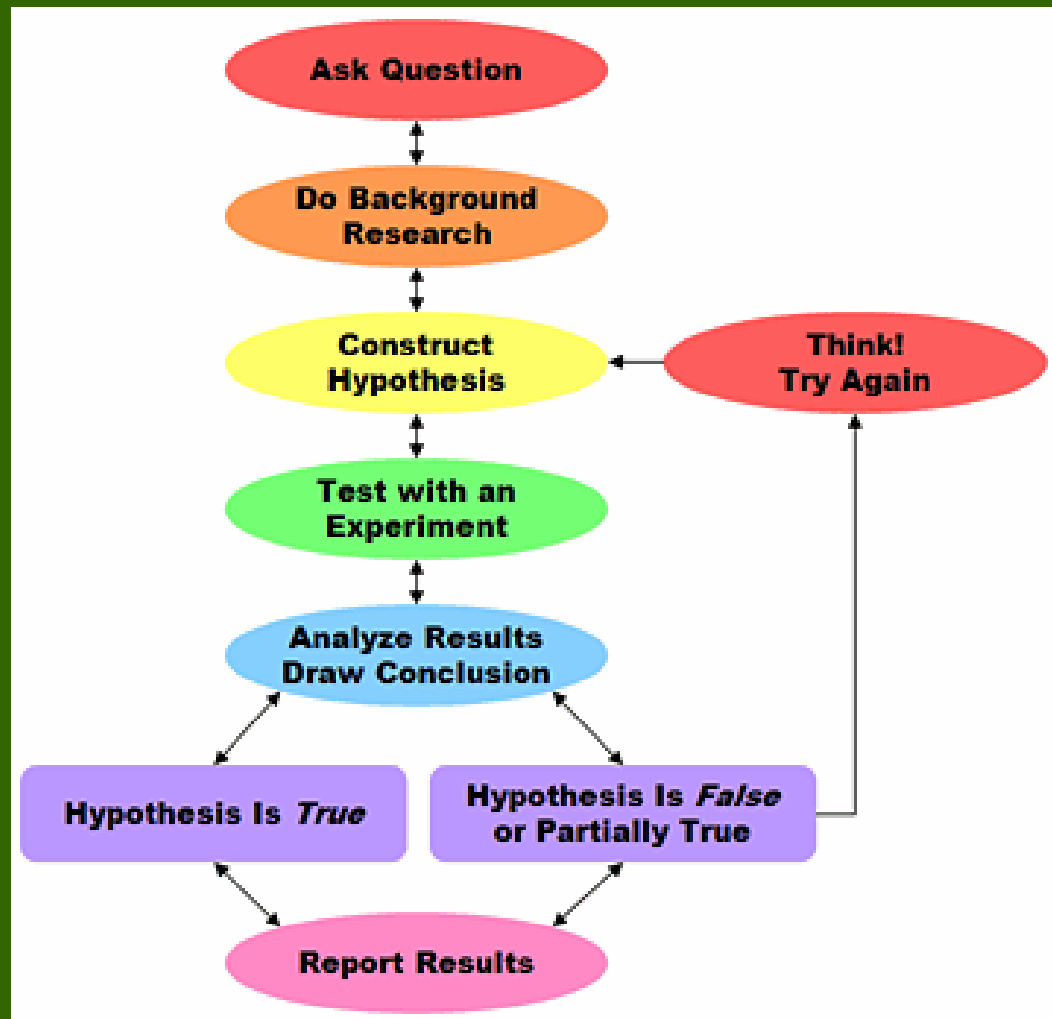 Ask Question
Do Background
Research
Construct
Hypothesis
Think!
Try Again
Test with an
Experiment
Analyze Results
Draw Conclusion
Hypothesis Is True
Hypothesis Is False
or Partially True
Report Results